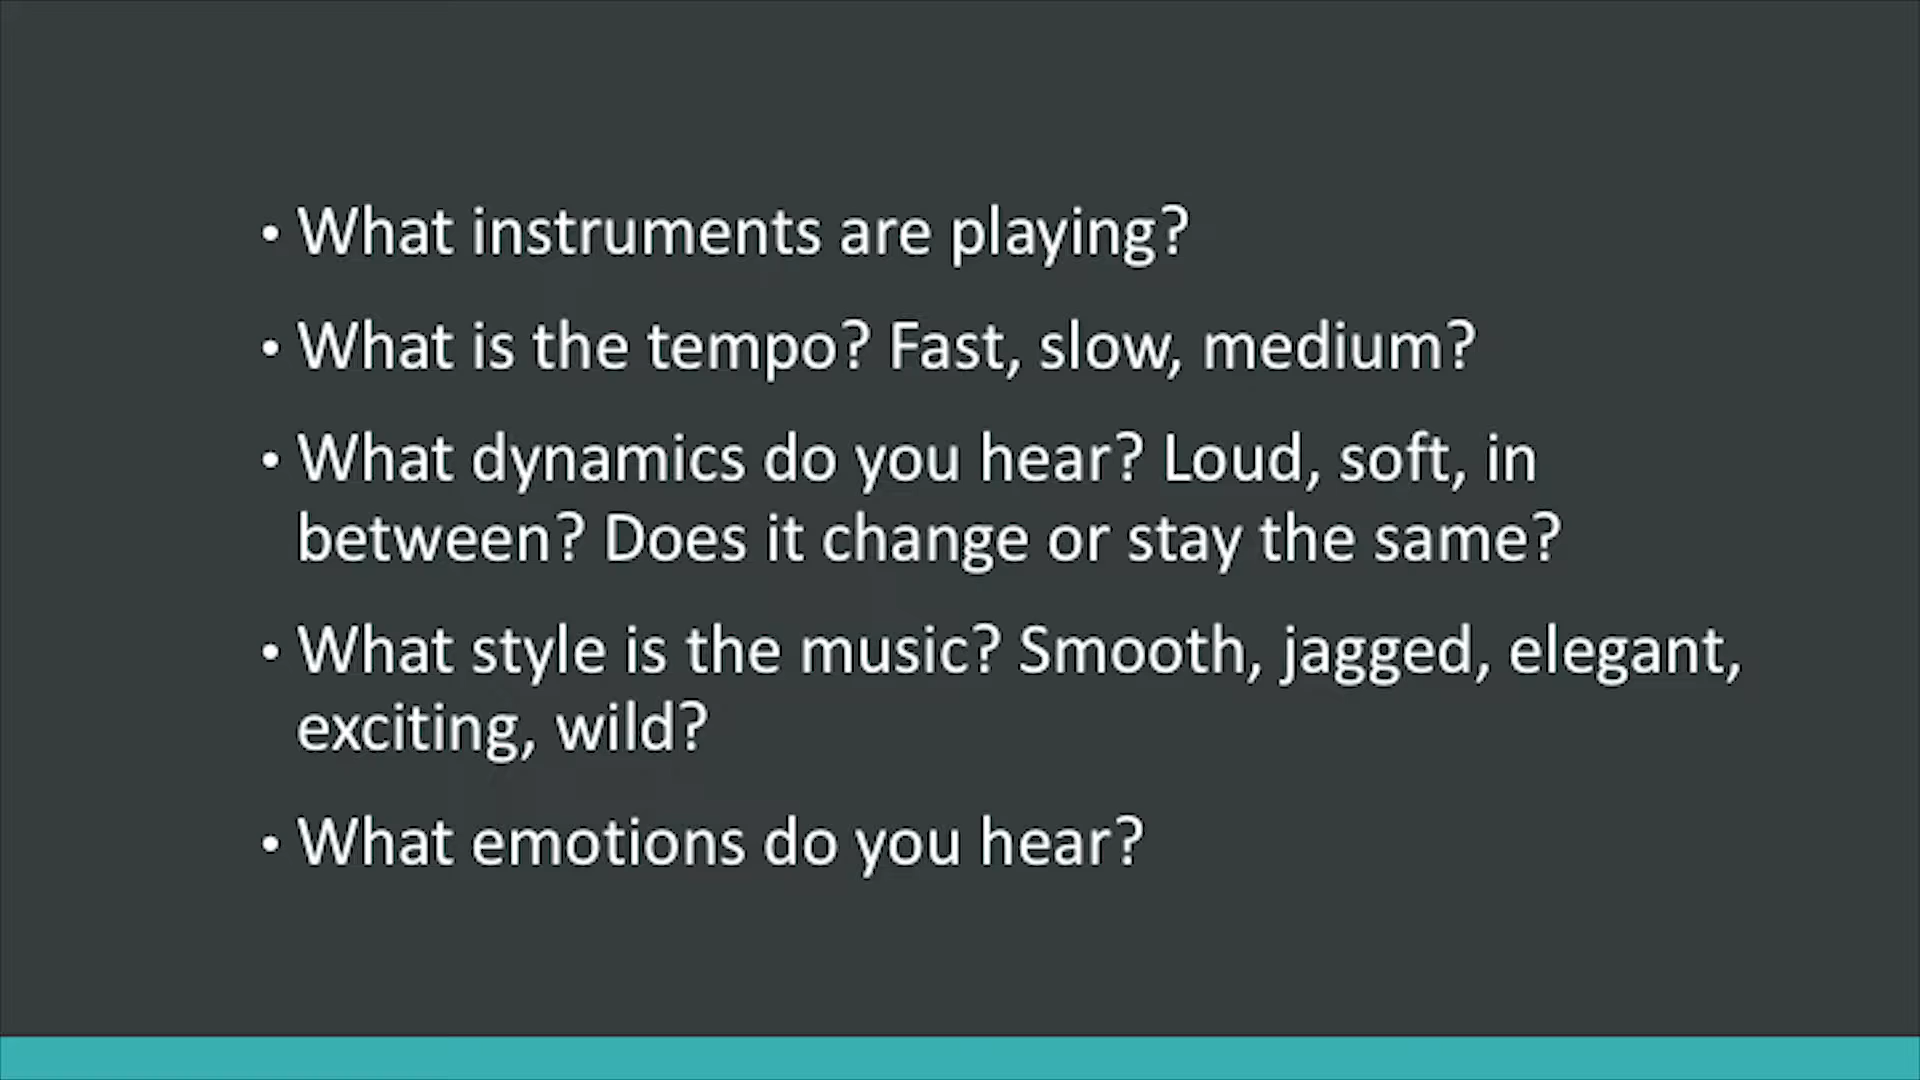 • What instruments are playing?
• What is the tempo? Fast, slow, medium?
• What dynamics do you hear? Loud, soft, in
between? Does it change or stay the same?
• What style is the music? Smooth, jagged, elegant,
exciting, wild?
• What emotions do you hear?